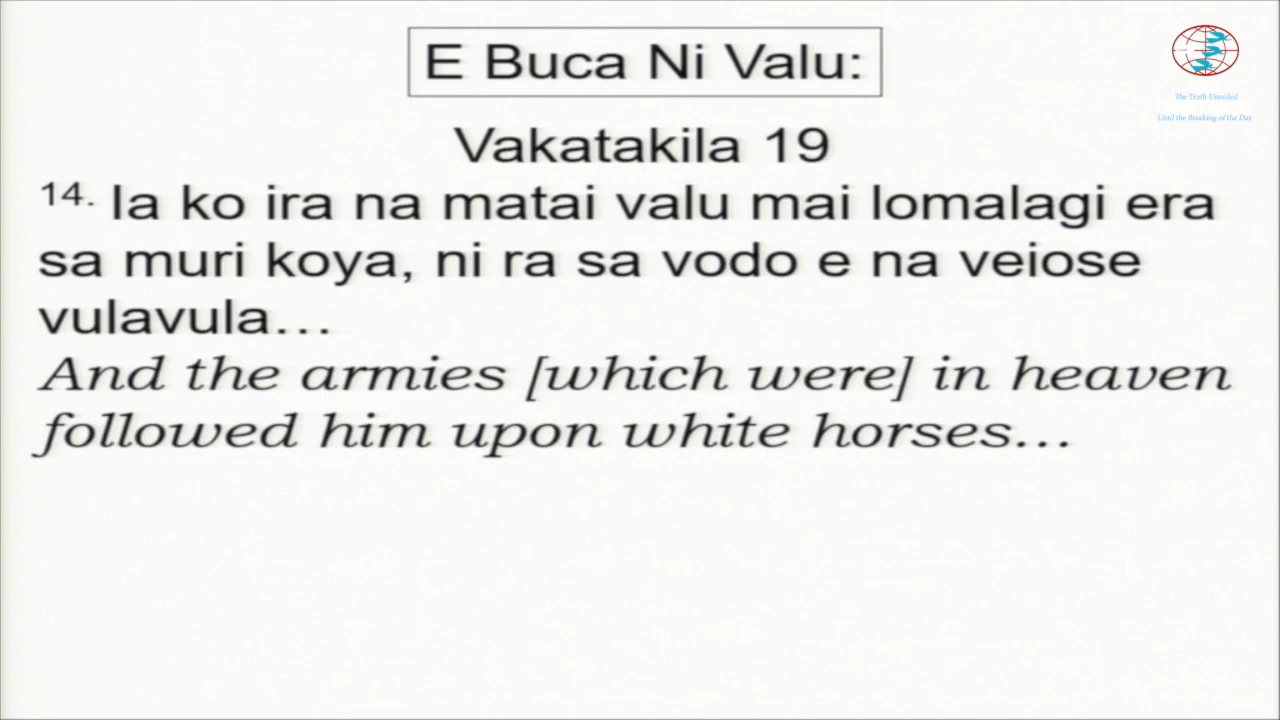 E Buca Ni Valu:
The Truth Unveiled
Until the Breaking of the Day
Vakatakila 19
14. Ia ko ira na matai valu mai lomalagi era
sa muri koya, ni ra sa vodo e na veiose
vulavula…
And the armies [which were] in heaven
followed him upon white horses…